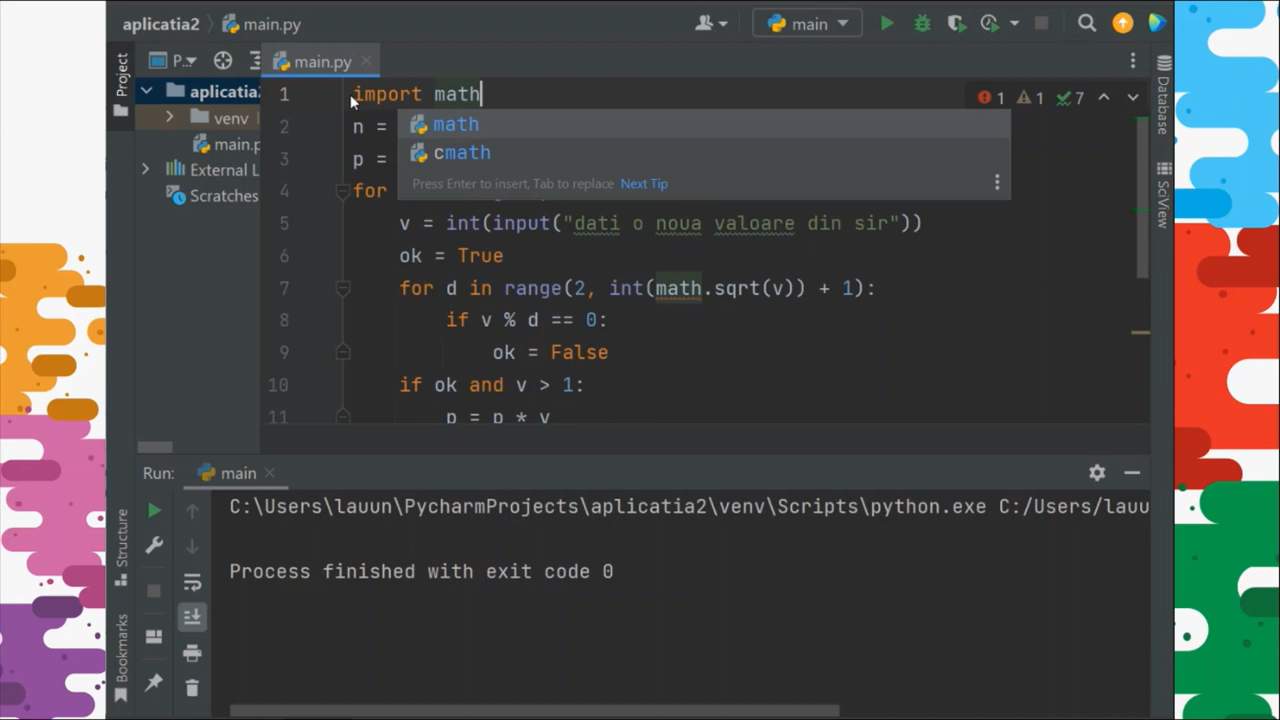 aplicatia2
main.py
main
Project
P...
main.py
aplicatia2
venv
main.p
External L
Scratches
1
2
3
4
5
6
7
8
9
10
11
import math
n =
p =
for
v = int(input("dati o noua valoare din sir"))
ok = True
for d in range(2, int(math.sqrt(v)) + 1):
if v % d == 0:
ok = False
if ok and v > 1:
p = p * v
math
cmath
Press Enter to insert, Tab to replace Next Tip
1 1 7
Database
SciView
Run: main
C:\Users\lauun\PycharmProjects\aplicatia2\venv\Scripts\python.exe C:/Users/lauu
Process finished with exit code 0
Structure
Bookmarks